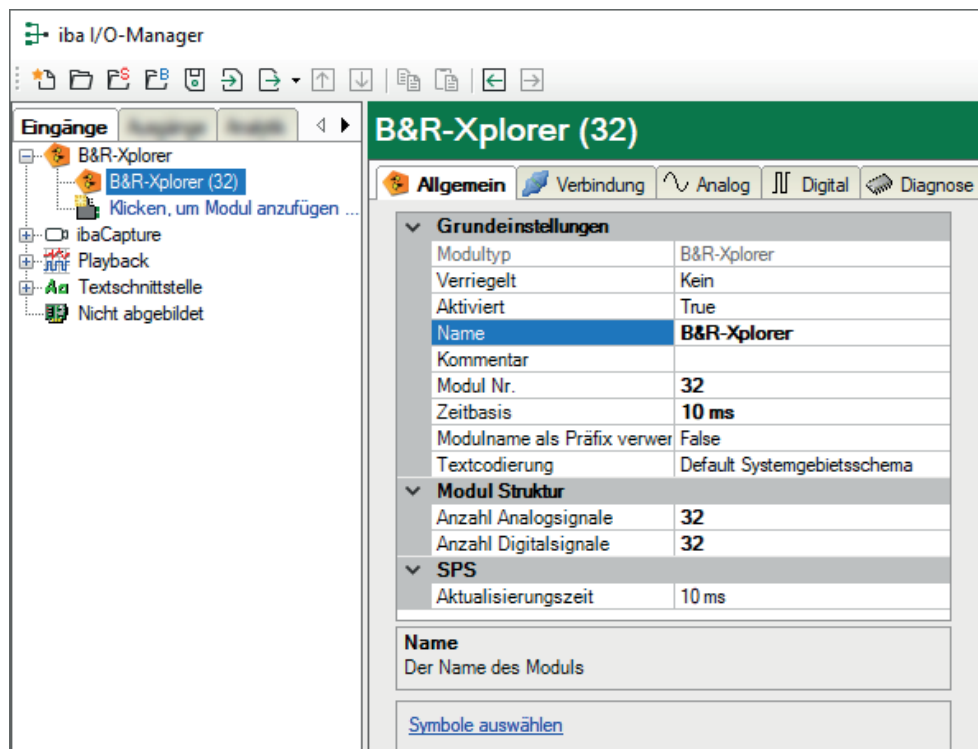 iba I/O-Manager
Eingänge
B&R-Xplorer
B&R-Xplorer (32)
Klicken, um Modul anzufügen ...
ibaCapture
Playback
Textschnittstelle
Nicht abgebildet
B&R-Xplorer (32)
Allgemein Verbindung Analog Digital Diagnose
Grundeinstellungen
Modultyp B&R-Xplorer
Verriegelt Kein
Aktiviert True
Name B&R-Xplorer
Kommentar
Modul Nr. 32
Zeitbasis 10 ms
Modulname als Präfix verwer False
Textcodierung Default Systemgebietsschema
Modul Struktur
Anzahl Analogsignale 32
Anzahl Digitalsignale 32
SPS
Aktualisierungszeit 10 ms
Name
Der Name des Moduls
Symbole auswählen